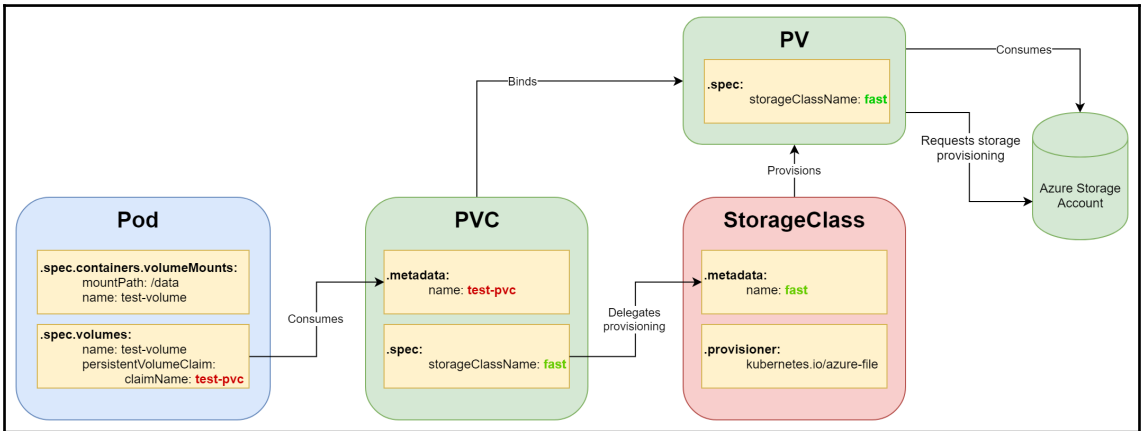 PV
.spec:
storageClassName: fast
Binds
Consumes
Requests storage
provisioning
Provisions
Azure Storage
Account
Pod
.spec.containers.volumeMounts:
mountPath: /data
name: test-volume
.spec.volumes:
name: test-volume
persistentVolumeClaim:
claimName: test-pvc
Consumes
PVC
.metadata:
name: test-pvc
.spec:
storageClassName: fast
Delegates
provisioning
StorageClass
.metadata:
name: fast
.provisioner:
kubernetes.io/azure-file